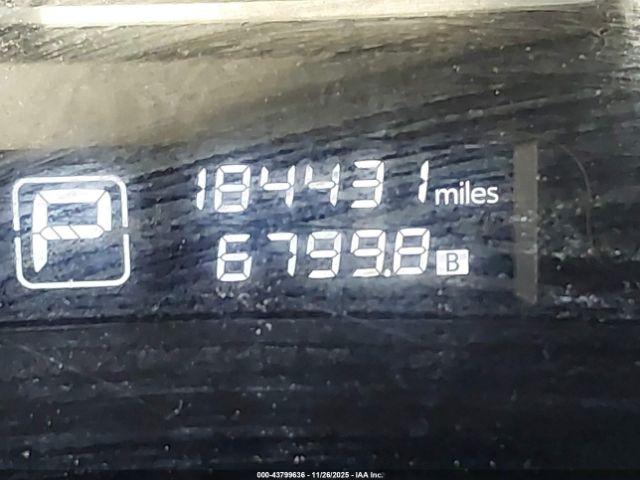 184431 miles
P
6799.8 B
000-43799636 - 11/26/2025 - IAA Inc.